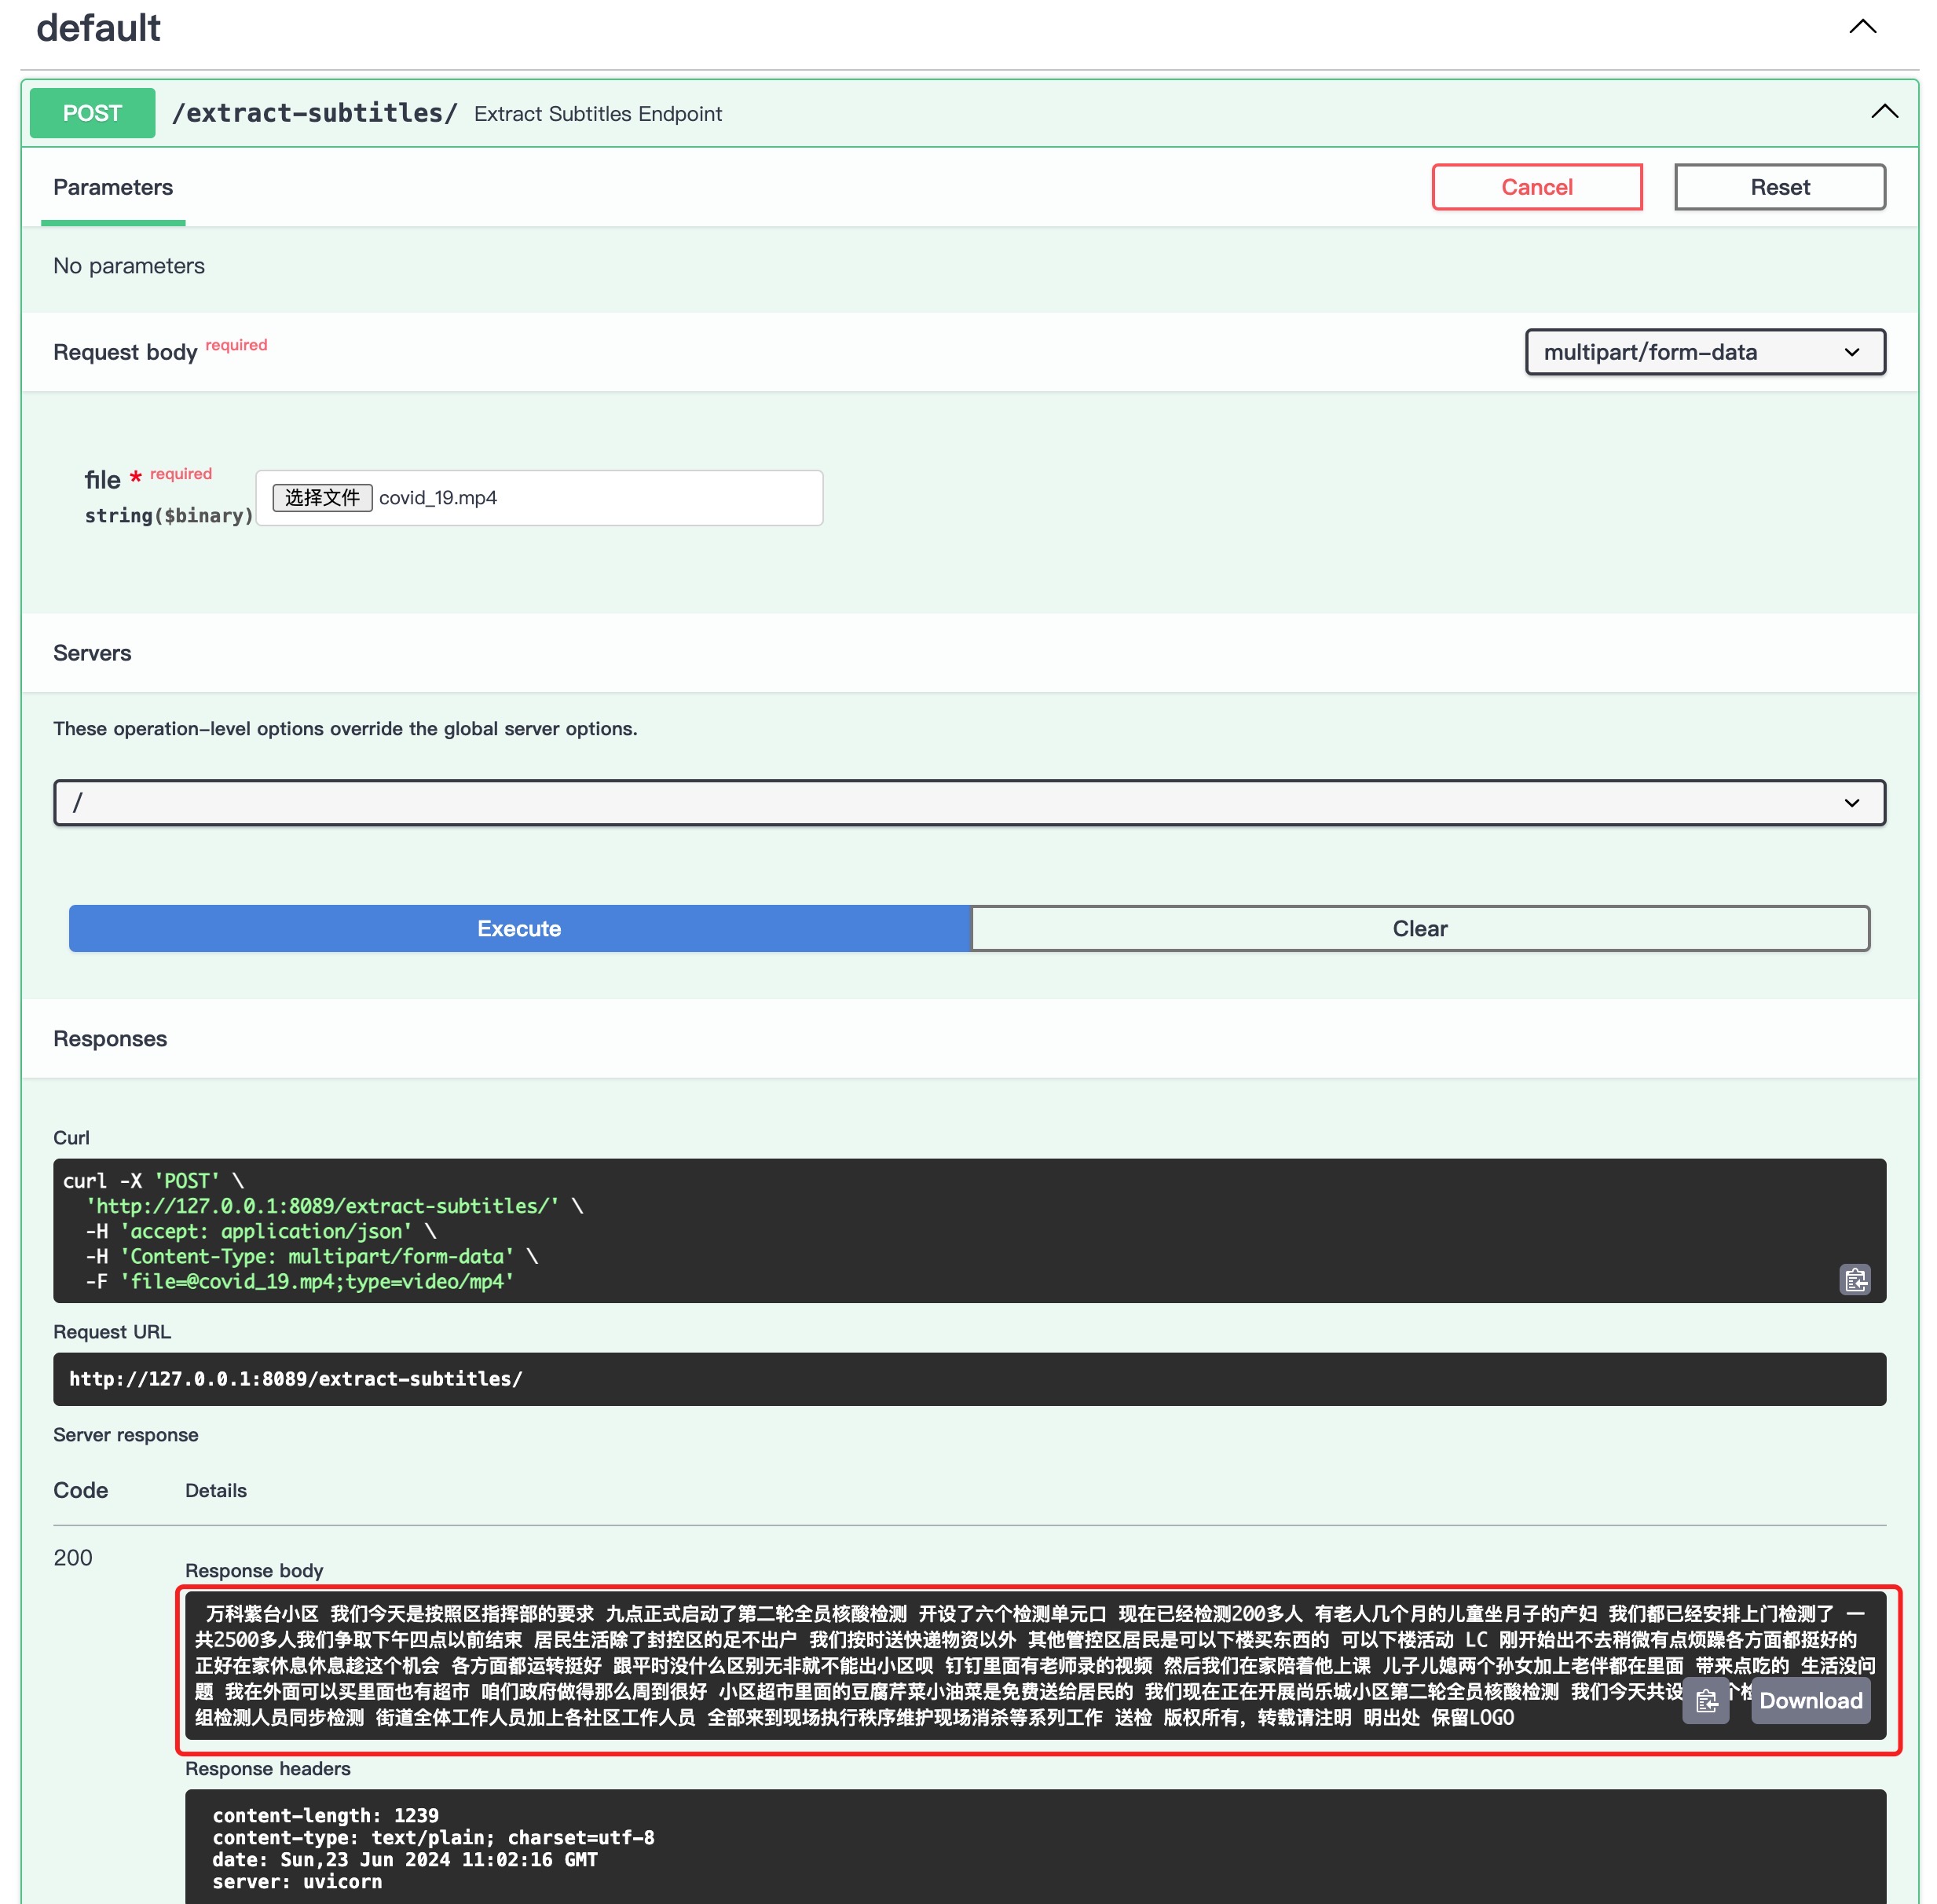 default
POST /extract-subtitles/ Extract Subtitles Endpoint
Parameters
Cancel
Reset
No parameters
Request body required
multipart/form-data
file * required
string($binary)
选择文件 covid_19.mp4
Servers
These operation-level options override the global server options.
/
Execute
Clear
Responses
Curl
curl -X 'POST' \
'http://127.0.0.1:8089/extract-subtitles/' \
-H 'accept: application/json' \
-H 'Content-Type: multipart/form-data' \
-F 'file=@covid_19.mp4;type=video/mp4'
Request URL
http://127.0.0.1:8089/extract-subtitles/
Server response
Code Details
200
Response body
万科紫台小区 我们今天是按照区指挥部的要求 九点正式启动了第二轮全员核酸检测 开设了六个检测单元口 现在已经检测200多人 有老人几个月的儿童坐月子的产妇 我们都已经安排上门检测了 一
共2500多人我们争取下午四点以前结束 居民生活除了封控区的足不出户 我们按时送快递物资以外 其他管控区居民是可以下楼买东西的 可以下楼活动 LC 刚开始出不去稍微有点烦躁各方面都挺好的
正好在家休息休息趁这个机会 各方面都运转挺好 跟平时没什么区别无非就不能出小区呗 钉钉里面有老师录的视频 然后我们在家陪着他上课 儿子儿媳两个孙女加上老伴都在里面 带来点吃的 生活没问
题 我在外面可以买里面也有超市 咱们政府做得那么周到很好 小区超市里面的豆腐芹菜小油菜是免费送给居民的 我们现在正在开展尚乐城小区第二轮全员核酸检测 我们今天共设
组检测人员同步检测 街道全体工作人员加上各社区工作人员 全部来到现场执行秩序维护现场消杀等系列工作 送检 版权所有，转载请注明 明出处 保留LOGO
Download
Response headers
content-length: 1239
content-type: text/plain; charset=utf-8
date: Sun,23 Jun 2024 11:02:16 GMT
server: uvicorn